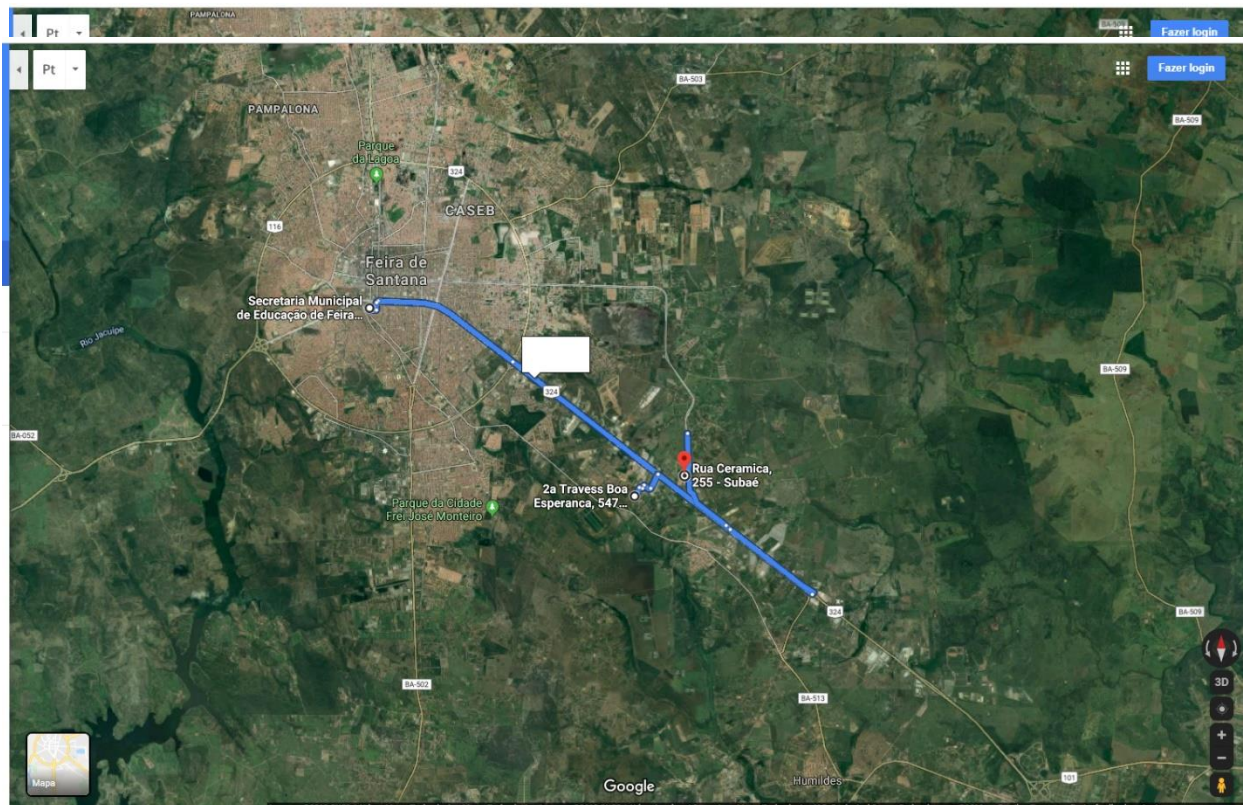 PAMPALONA
BA-509
Pt
Fazer login
Pt
Fazer login
BA-503
PAMPALONA
BA-509
Parque
da Lagoa
324
CASEB
116
Feira de
Santana
Secretaria Municipal
de Educação de Feira...
Rio Jacuípe
324
BA-509
BA-052
Rua Ceramica,
255 - Subaé
2a Travess Boa
Esperanca, 547...
Parque da Cidade
Frei José Monteiro
324
BA-509
BA-502
3D
BA-513
Mapa
Google
Humildes
101